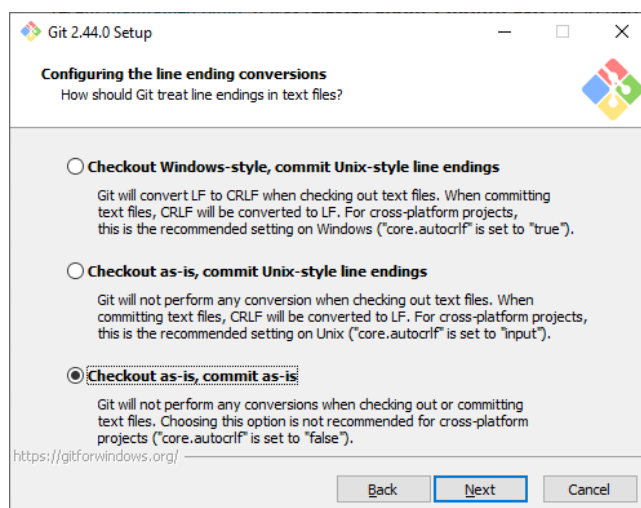 Git 2.44.0 Setup
Configuring the line ending conversions
How should Git treat line endings in text files?
Checkout Windows-style, commit Unix-style line endings
Git will convert LF to CRLF when checking out text files. When committing
text files, CRLF will be converted to LF. For cross-platform projects,
this is the recommended setting on Windows ("core.autocrlf" is set to "true").
Checkout as-is, commit Unix-style line endings
Git will not perform any conversion when checking out text files. When
committing text files, CRLF will be converted to LF. For cross-platform projects,
this is the recommended setting on Unix ("core.autocrlf" is set to "input").
Checkout as-is, commit as-is
Git will not perform any conversions when checking out or committing
text files. Choosing this option is not recommended for cross-platform
projects ("core.autocrlf" is set to "false").
https://gitforwindows.org/
Back
Next
Cancel